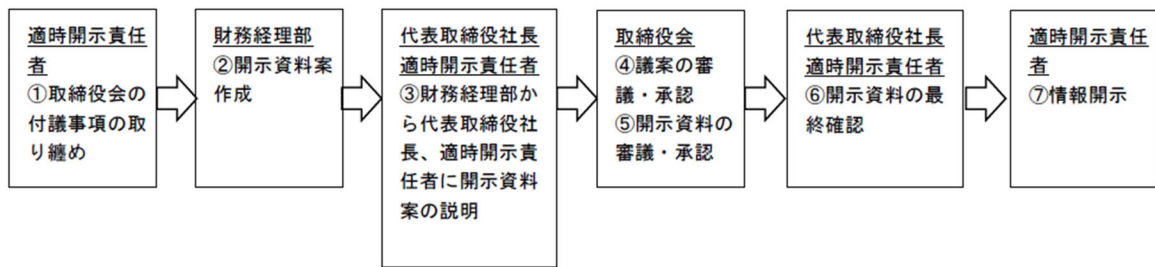 適時開示責任
者
①取締役会の
付議事項の取
り纏め
財務経理部
②開示資料案
作成
代表取締役社長
適時開示責任者
③財務経理部か
ら代表取締役社
長、適時開示責
任者に開示資料
案の説明
取締役会
④議案の審
議・承認
⑤開示資料の
審議・承認
代表取締役社長
適時開示責任者
⑥開示資料の最
終確認
適時開示責任
者
⑦情報開示